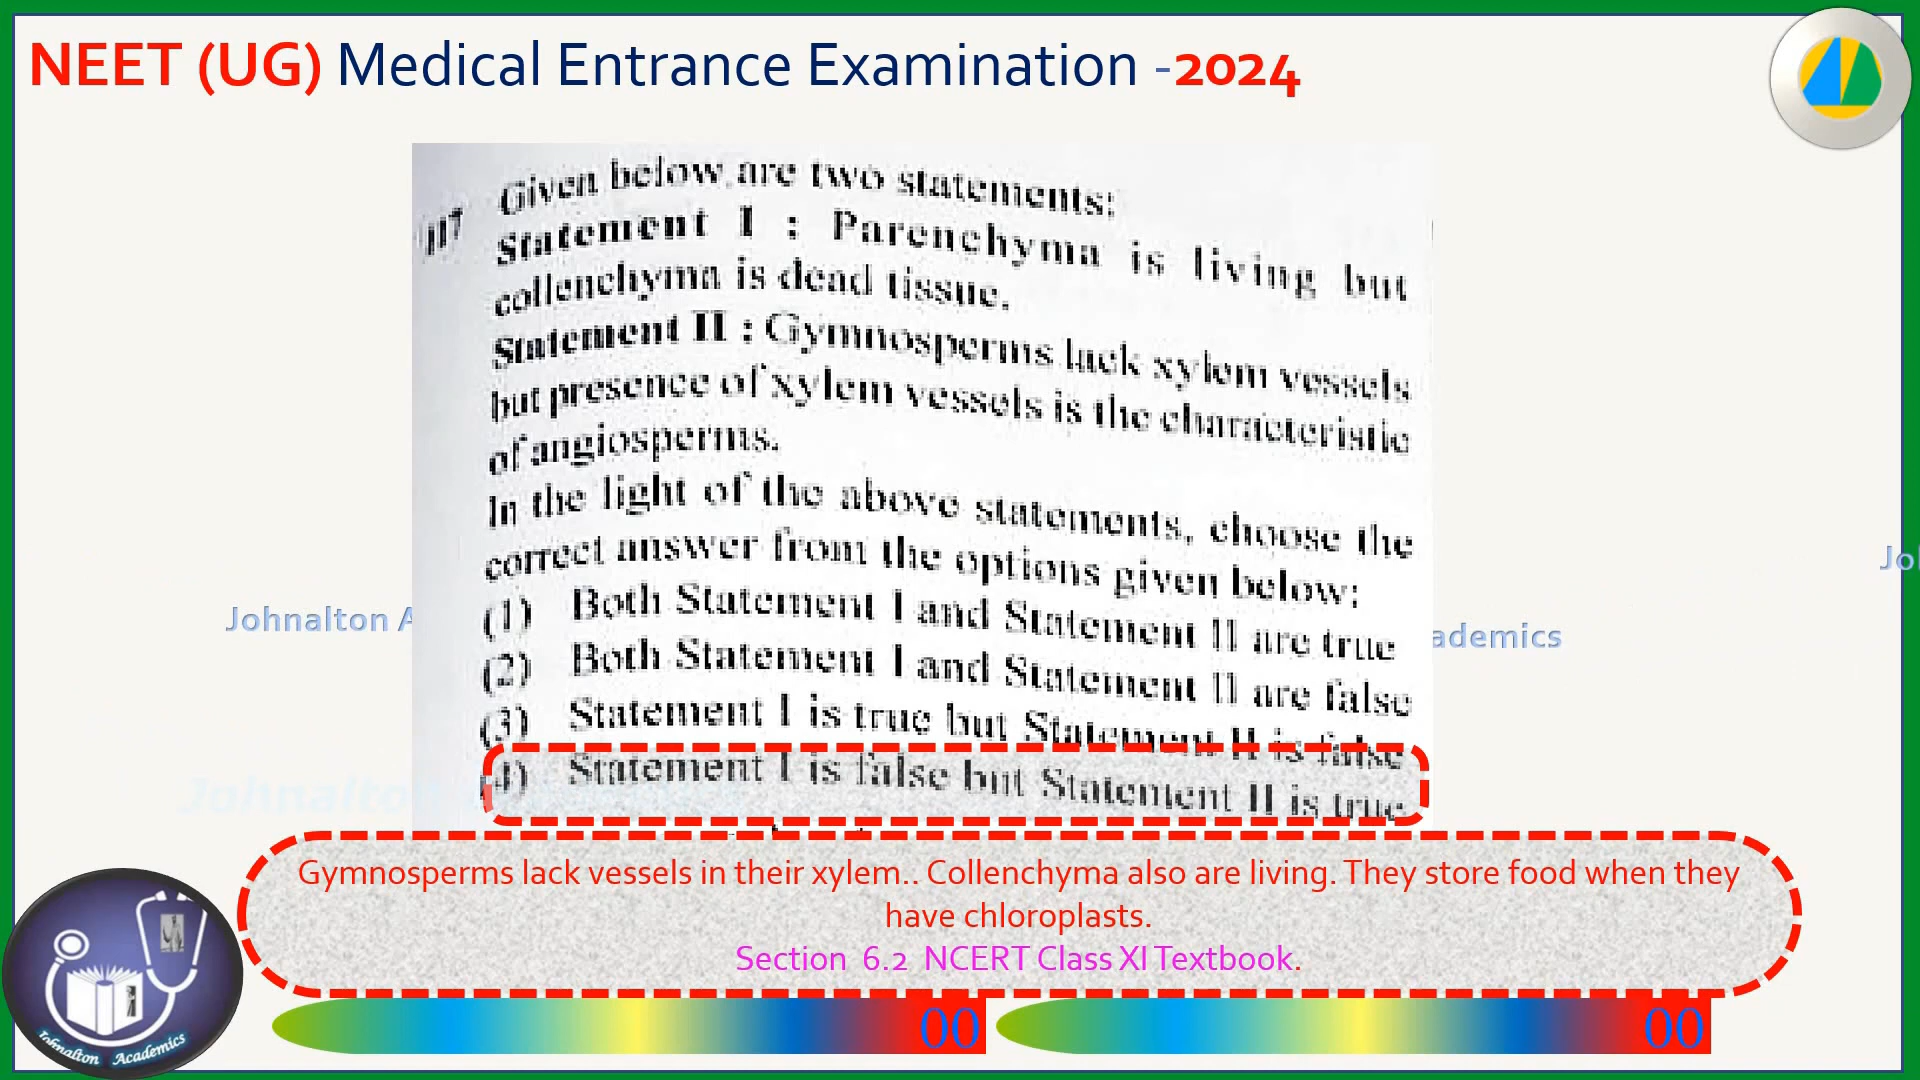 NEET (UG) Medical Entrance Examination -2024
117 Given below are two statements:
Statement I : Parenchyma is living but
collenchyma is dead tissue.
Statement II : Gymnosperms lack xylem vessels
but presence of xylem vessels is the characteristic
of angiosperms.
In the light of the above statements, choose the
correct answer from the options given below:
(1) Both Statement I and Statement II are true
(2) Both Statement I and Statement II are false
(3) Statement I is true but Statement II is false
(4) Statement I is false but Statement II is true
Johnalton A
ademics
Jo
Johnalton
Gymnosperms lack vessels in their xylem.. Collenchyma also are living. They store food when they
have chloroplasts.
Section 6.2 NCERT Class XI Textbook.
Johnalton Academics
00
00